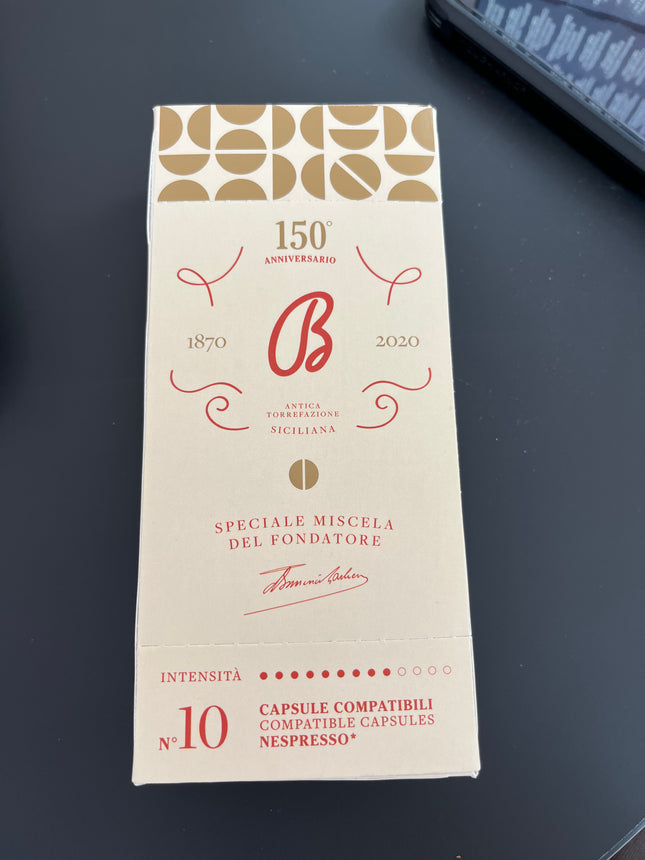 150°
ANNIVERSARIO
B
1870
2020
ANTICA
TORREFAZIONE
SICILIANA
SPECIALE MISCELA
DEL FONDATORE
INTENSITÀ
N° 10
CAPSULE COMPATIBILI
COMPATIBLE CAPSULES
NESPRESSO*